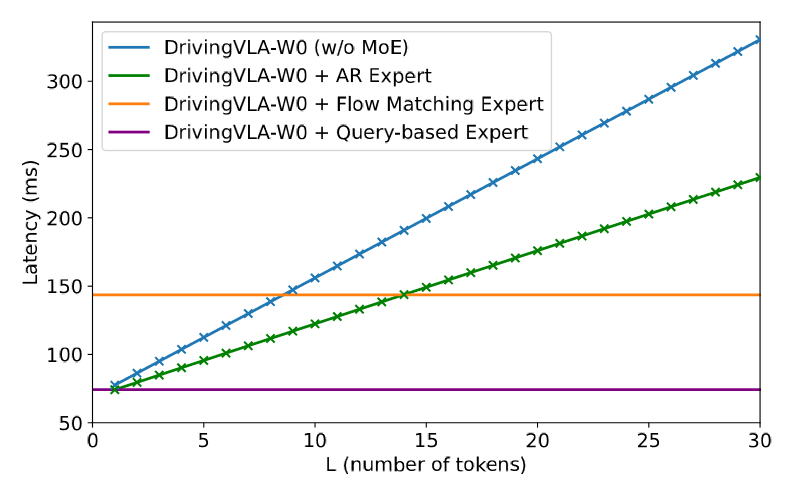 DrivingVLA-W0 (w/o MoE)
DrivingVLA-W0 + AR Expert
DrivingVLA-W0 + Flow Matching Expert
DrivingVLA-W0 + Query-based Expert
Latency (ms)
300
250
200
150
100
50
0 5 10 15 20 25 30
L (number of tokens)